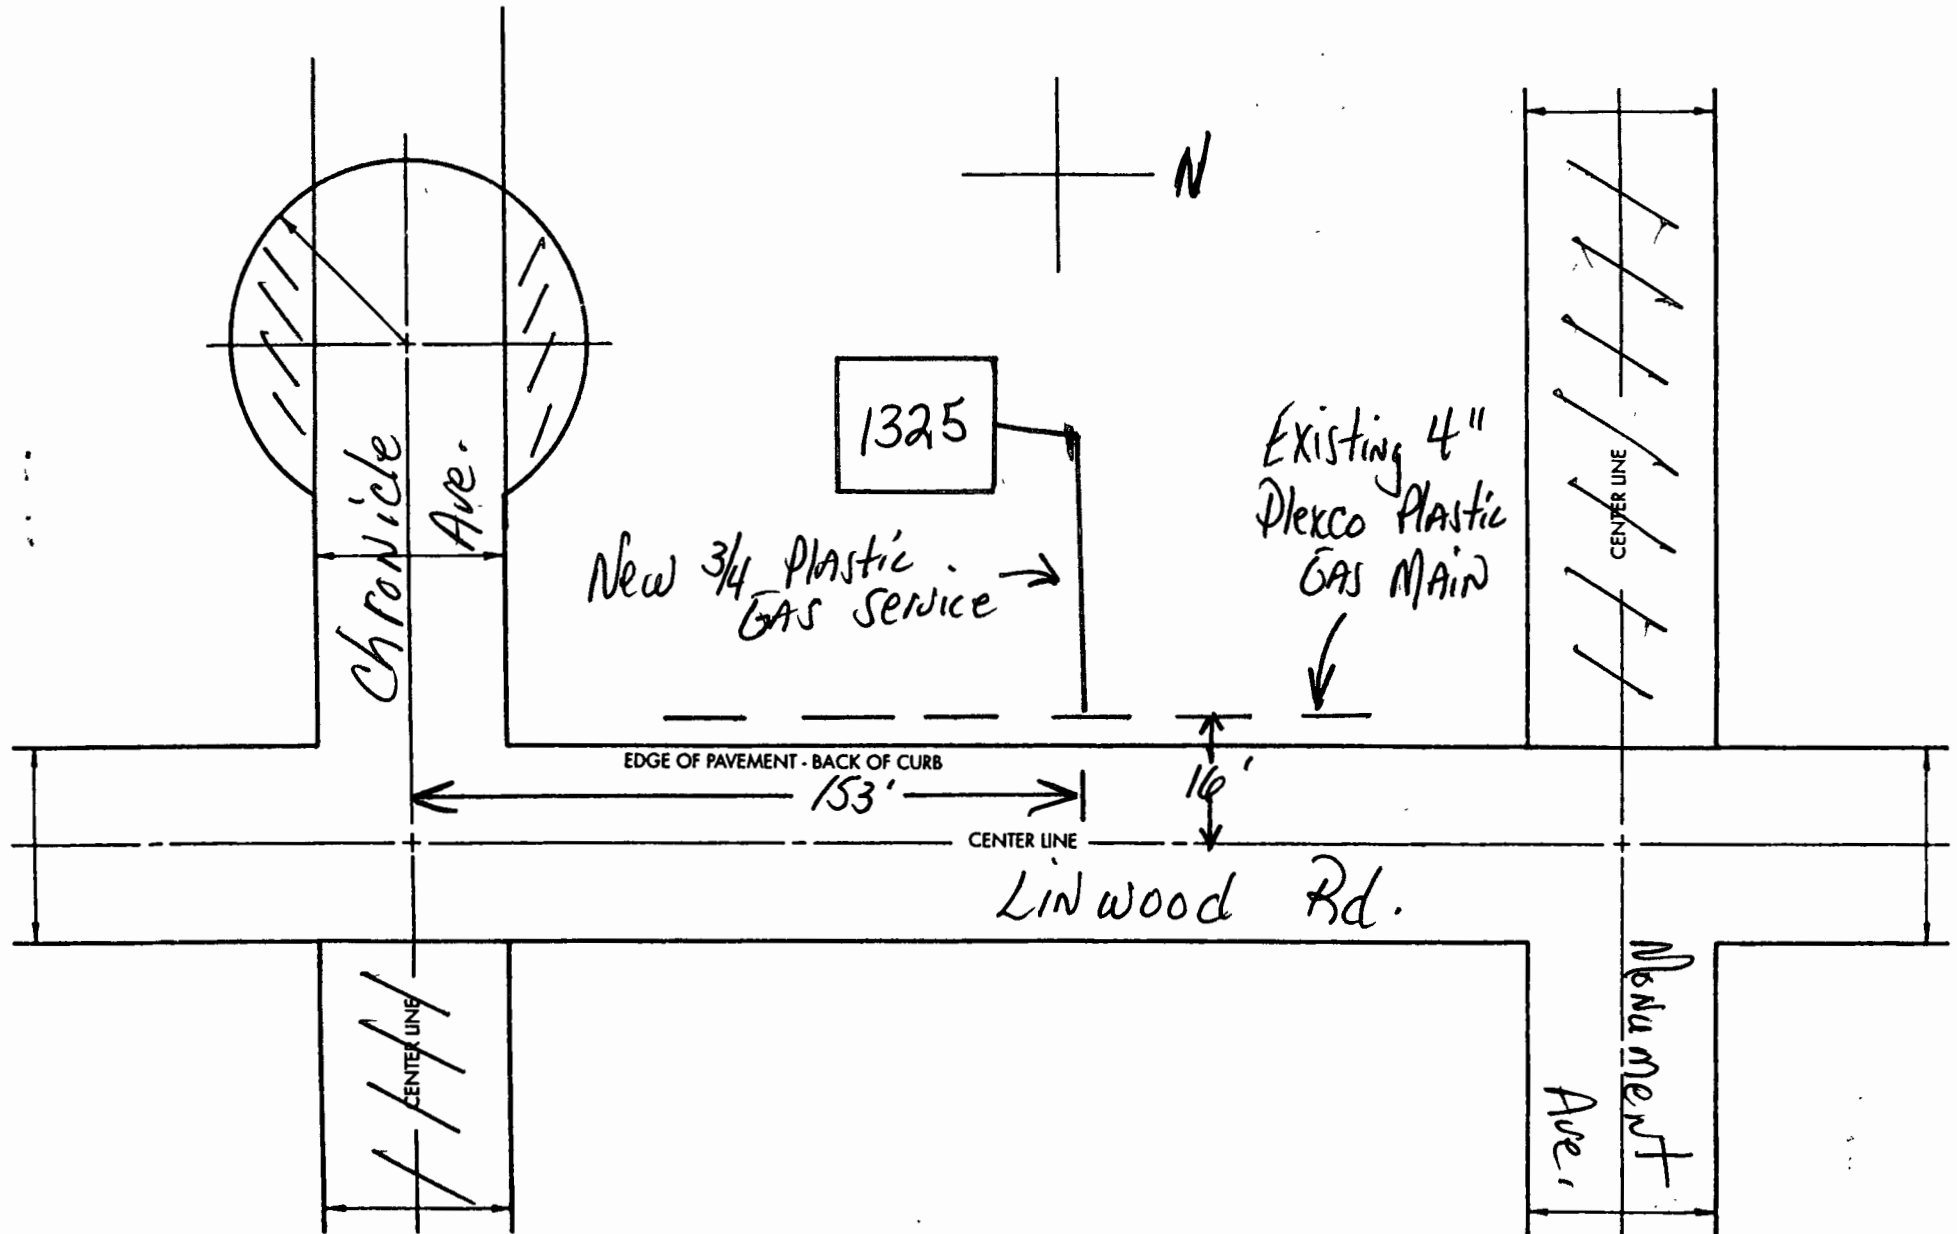 N
1325
Existing 4"
Plexco Plastic
Gas Main
CENTER LINE
Chronicle
Ave.
New 3/4 Plastic
Gas Service
EDGE OF PAVEMENT - BACK OF CURB
153'
16'
CENTER LINE
Linwood Rd.
CENTER LINE
Monument
Ave.